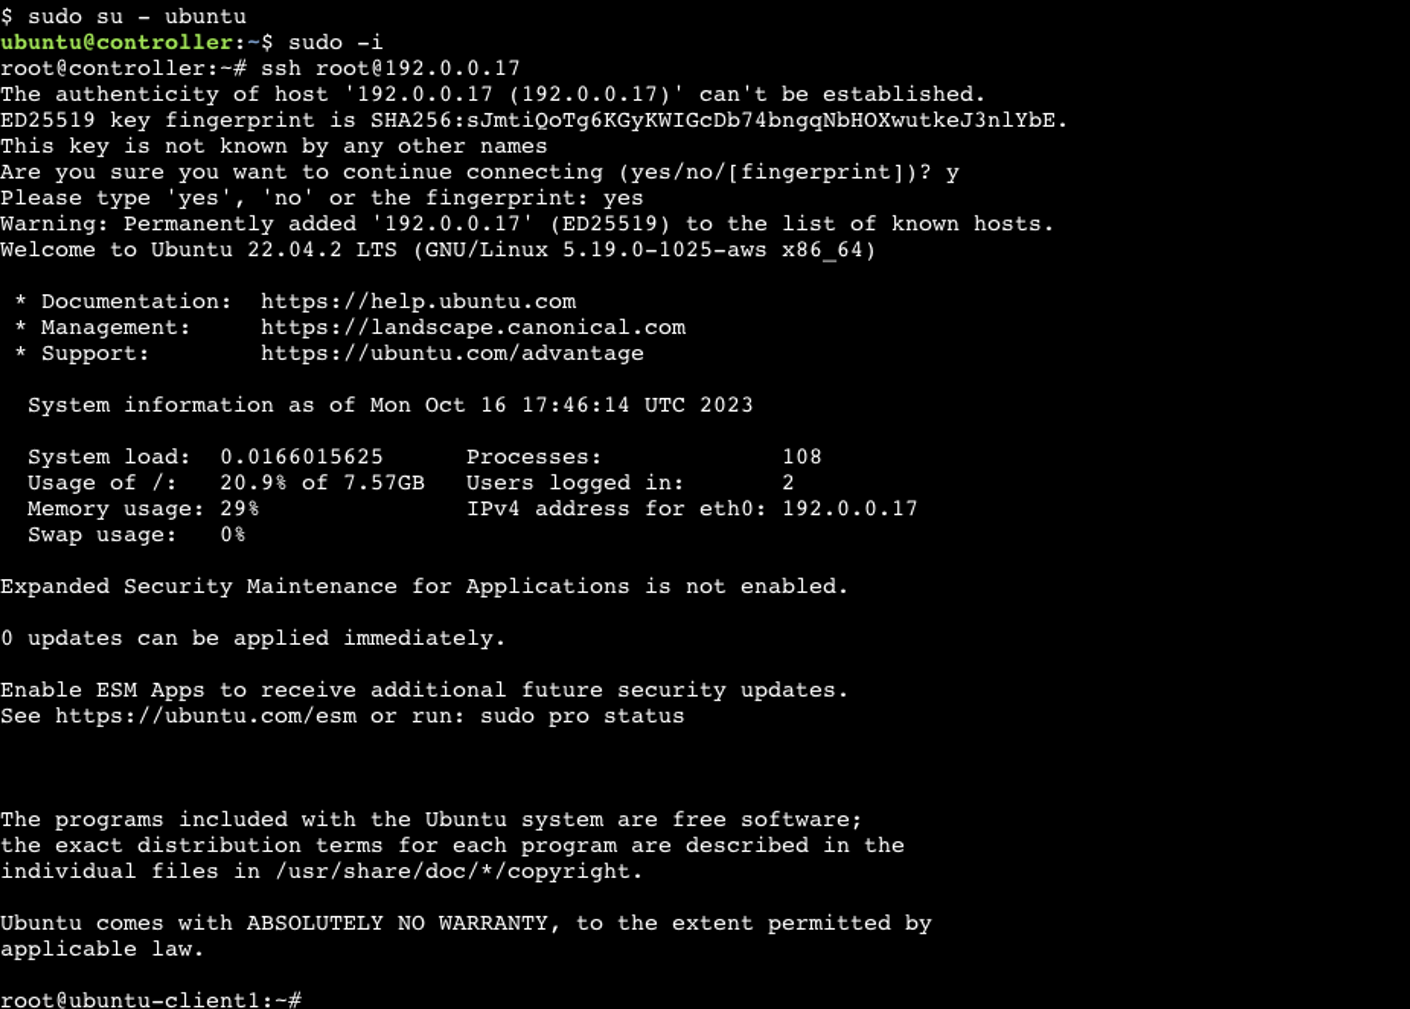 $ sudo su - ubuntu
ubuntu@controller:~$ sudo -i
root@controller:~# ssh root@192.0.0.17
The authenticity of host '192.0.0.17 (192.0.0.17)' can't be established.
ED25519 key fingerprint is SHA256:sJmtiQoTg6KGyKWIGcDb74bngqNbHOXwutkeJ3nlYbE.
This key is not known by any other names
Are you sure you want to continue connecting (yes/no/[fingerprint])? y
Please type 'yes', 'no' or the fingerprint: yes
Warning: Permanently added '192.0.0.17' (ED25519) to the list of known hosts.
Welcome to Ubuntu 22.04.2 LTS (GNU/Linux 5.19.0-1025-aws x86_64)

 * Documentation:  https://help.ubuntu.com
 * Management:     https://landscape.canonical.com
 * Support:        https://ubuntu.com/advantage

  System information as of Mon Oct 16 17:46:14 UTC 2023

  System load:  0.0166015625      Processes:             108
  Usage of /:   20.9% of 7.57GB   Users logged in:       2
  Memory usage: 29%               IPv4 address for eth0: 192.0.0.17
  Swap usage:   0%

Expanded Security Maintenance for Applications is not enabled.

0 updates can be applied immediately.

Enable ESM Apps to receive additional future security updates.
See https://ubuntu.com/esm or run: sudo pro status

The programs included with the Ubuntu system are free software;
the exact distribution terms for each program are described in the
individual files in /usr/share/doc/*/copyright.

Ubuntu comes with ABSOLUTELY NO WARRANTY, to the extent permitted by
applicable law.

root@ubuntu-client1:~#